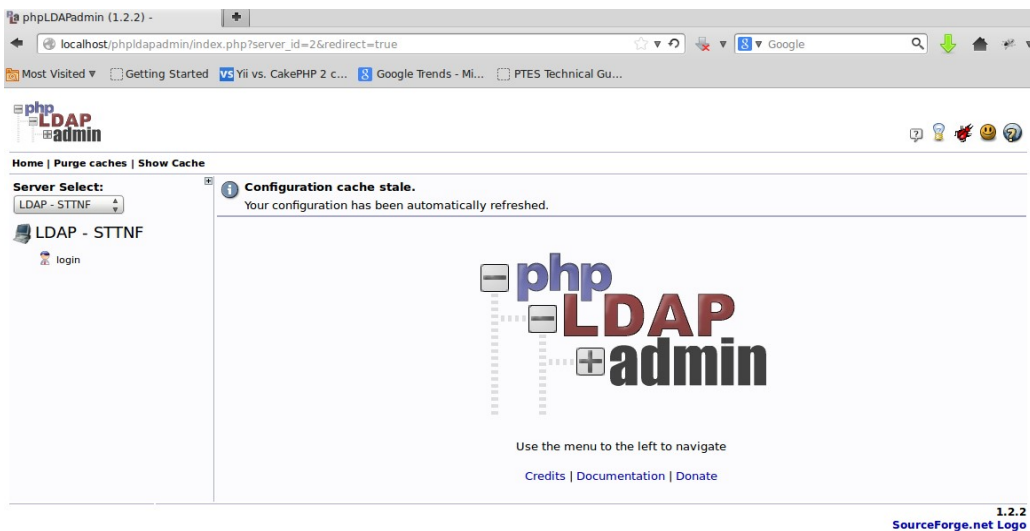 phpLDAPadmin (1.2.2) -
localhost/phpldapadmin/index.php?server_id=2&redirect=true
Google
Most Visited
Getting Started
Yii vs. CakePHP 2 c...
Google Trends - Mi...
PTES Technical Gu...
php
LDAP
admin
Home | Purge caches | Show Cache
Server Select:
LDAP - STTNF
LDAP - STTNF
login
Configuration cache stale.
Your configuration has been automatically refreshed.
php
LDAP
admin
Use the menu to the left to navigate
Credits | Documentation | Donate
1.2.2
SourceForge.net Logo